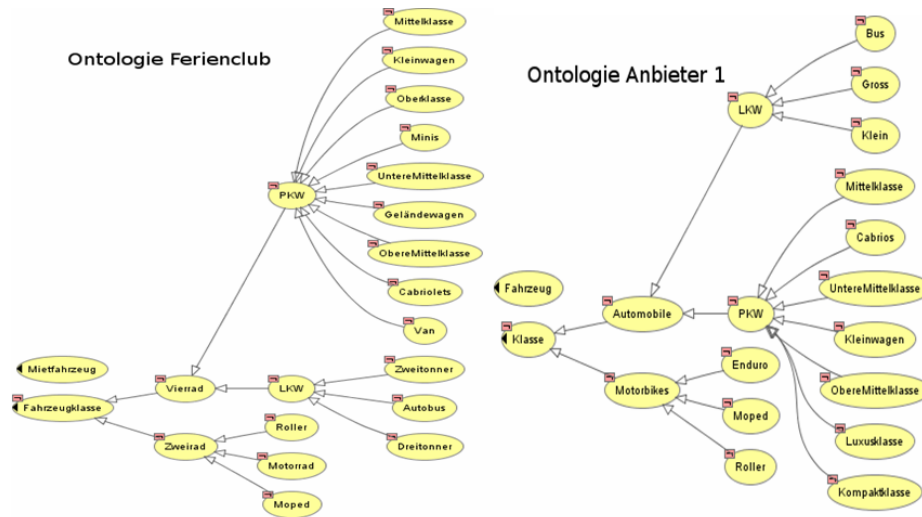 Ontologie Ferienclub
Mittelklasse
Kleinwagen
Oberklasse
Minis
UntereMittelklasse
PKW
Geländewagen
ObereMittelklasse
Cabriolets
Van
Mietfahrzeug
Fahrzeugklasse
Vierrad
LKW
Zweitonner
Autobus
Dreitonner
Zweirad
Roller
Motorrad
Moped
Ontologie Anbieter 1
Bus
Gross
LKW
Klein
Mittelklasse
Cabrios
UntereMittelklasse
Fahrzeug
Automobile
PKW
Klasse
Kleinwagen
Enduro
ObereMittelklasse
Motorbikes
Moped
Luxusklasse
Roller
Kompaktklasse